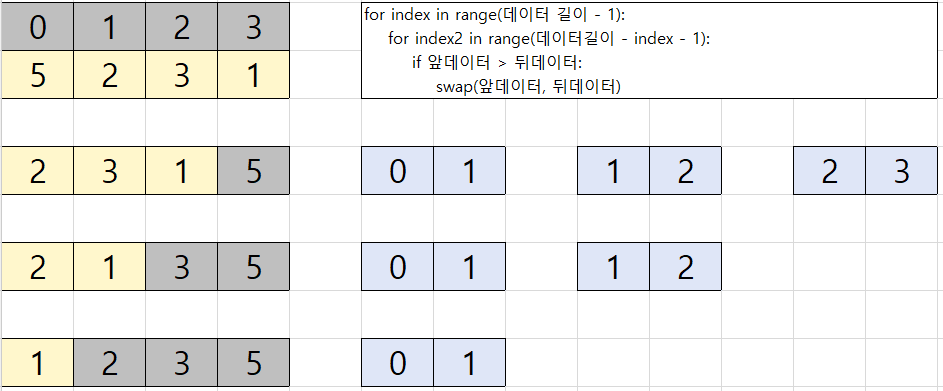 0 1 2 3
5 2 3 1
for index in range(데이터 길이 - 1):
for index2 in range(데이터길이 - index - 1):
if 앞데이터 > 뒤데이터:
swap(앞데이터, 뒤데이터)
2 3 1 5 0 1 1 2 2 3
2 1 3 5 0 1 1 2
1 2 3 5 0 1